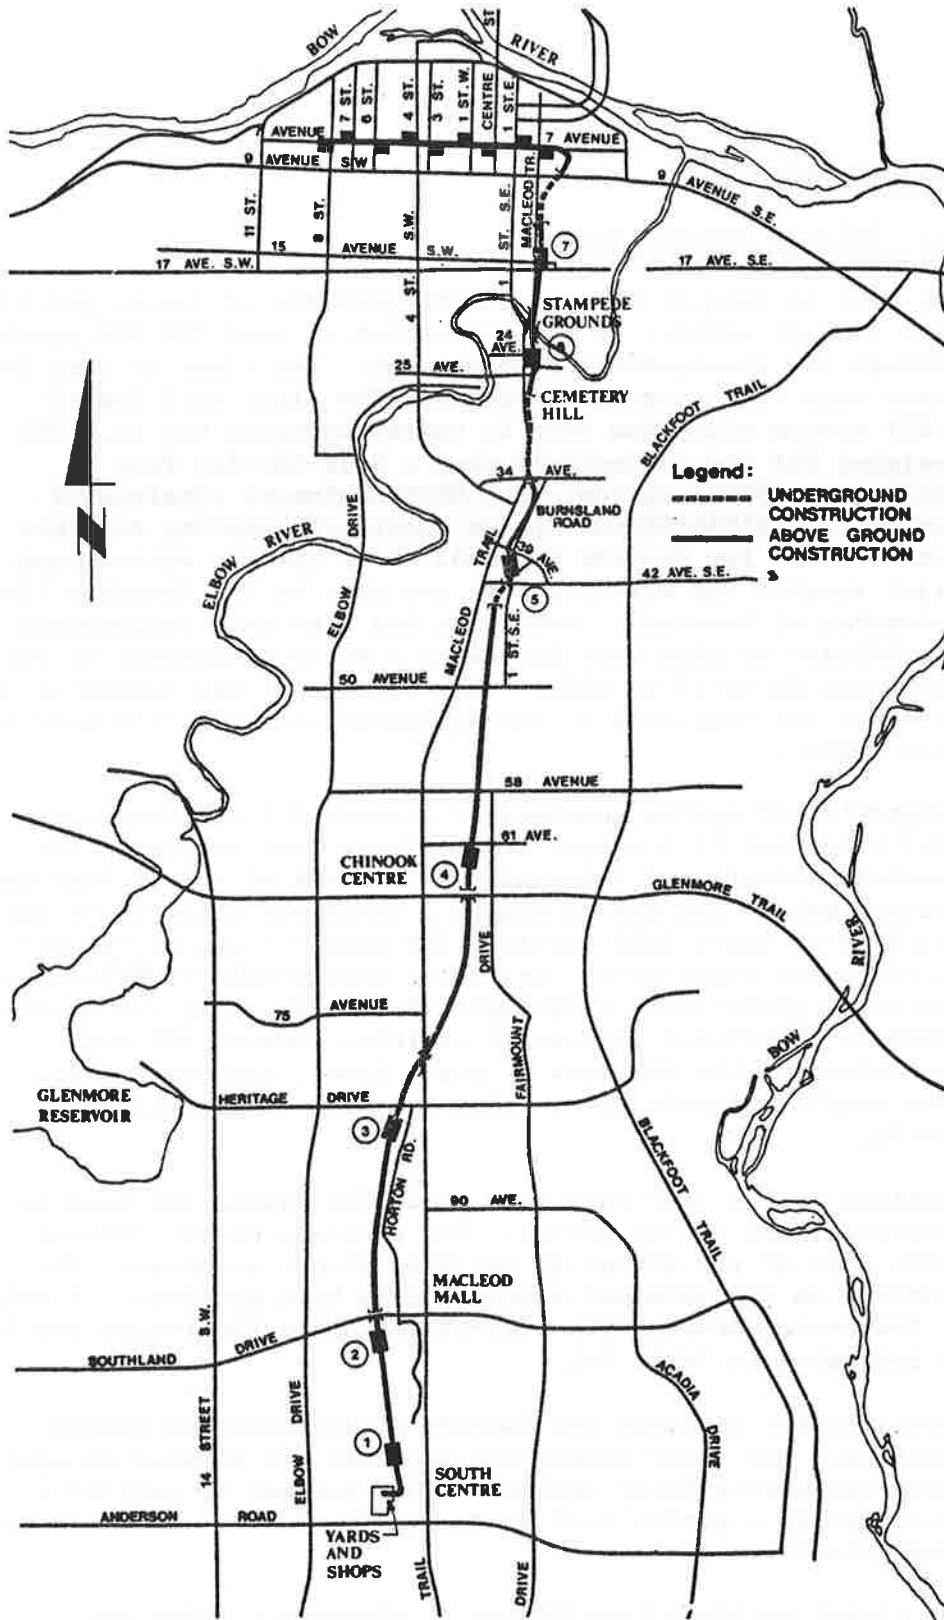 BOW
RIVER
ST
7 ST.
6 ST.
4 ST.
3 ST.
1 ST.W.
CENTRE
1 ST.E.
7 AVENUE
7 AVENUE
9 AVENUE S.W
9 AVENUE S.E.
MACLEOD TR.
11 ST.
8 ST.
4 ST. S.W.
1 ST. S.E.
15 AVENUE S.W.
7
17 AVE. S.W.
17 AVE. S.E.
STAMPEDE
GROUNDS
24
AVE.
6
25 AVE.
CEMETERY
HILL
BLACKFOOT TRAIL
Legend:
UNDERGROUND
CONSTRUCTION
ABOVE GROUND
CONSTRUCTION
s
34 AVE.
BURNSLAND
ROAD
N
ELBOW RIVER
ELBOW DRIVE
MACLEOD TRAIL
39 AVE.
42 AVE. S.E.
5
1 ST. S.E.
50 AVENUE
58 AVENUE
61 AVE.
CHINOOK
CENTRE
4
GLENMORE TRAIL
BOW RIVER
75 AVENUE
FAIRMOUNT DRIVE
GLENMORE
RESERVOIR
HERITAGE DRIVE
3
HORTON RD.
BLACKFOOT TRAIL
90 AVE.
MACLEOD
MALL
SOUTHLAND DRIVE
2
ACADIA DRIVE
14 STREET S.W.
ELBOW DRIVE
1
SOUTH
CENTRE
ANDERSON ROAD
YARDS
AND
SHOPS
TRAIL
DRIVE